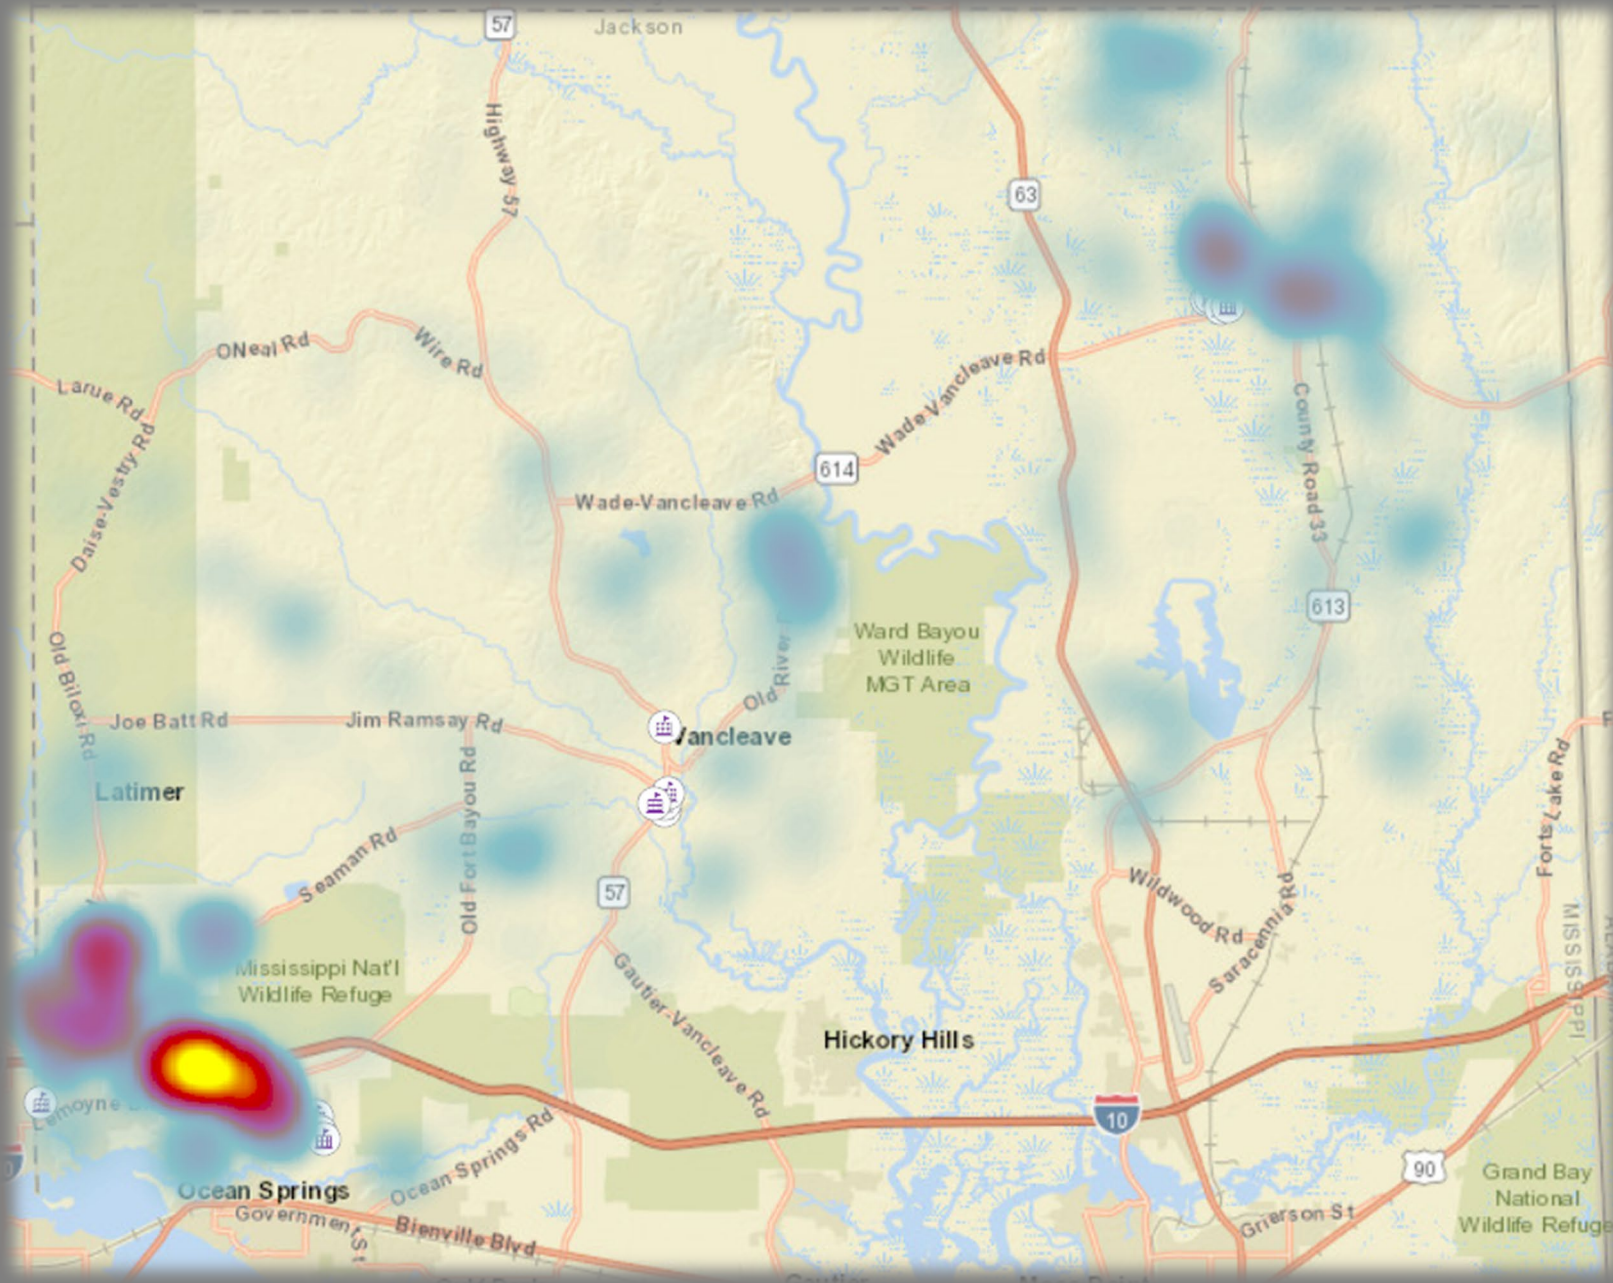 57
Jackson
Highway 57
63
ONeal Rd
Wire Rd
Larue Rd
Wade-Vancleave Rd
Daise-Vestry Rd
614
Wade-Vancleave Rd
County Road 33
613
Old Biloxi Rd
Ward Bayou
Wildlife
MGT Area
Old River
Joe Batt Rd
Jim Ramsay Rd
Vancleave
Latimer
Old Fort Bayou Rd
Seaman Rd
57
Forts Lake Rd
Wildwood Rd
Saracennia Rd
MISSISSIPPI
Mississippi Nat'l
Wildlife Refuge
Gautier-Vancleave Rd
Hickory Hills
Lemoyne
10
Ocean Springs Rd
90
Ocean Springs
Government St
Bienville Blvd
Grierson St
Grand Bay
National
Wildlife Refuge
Gautier